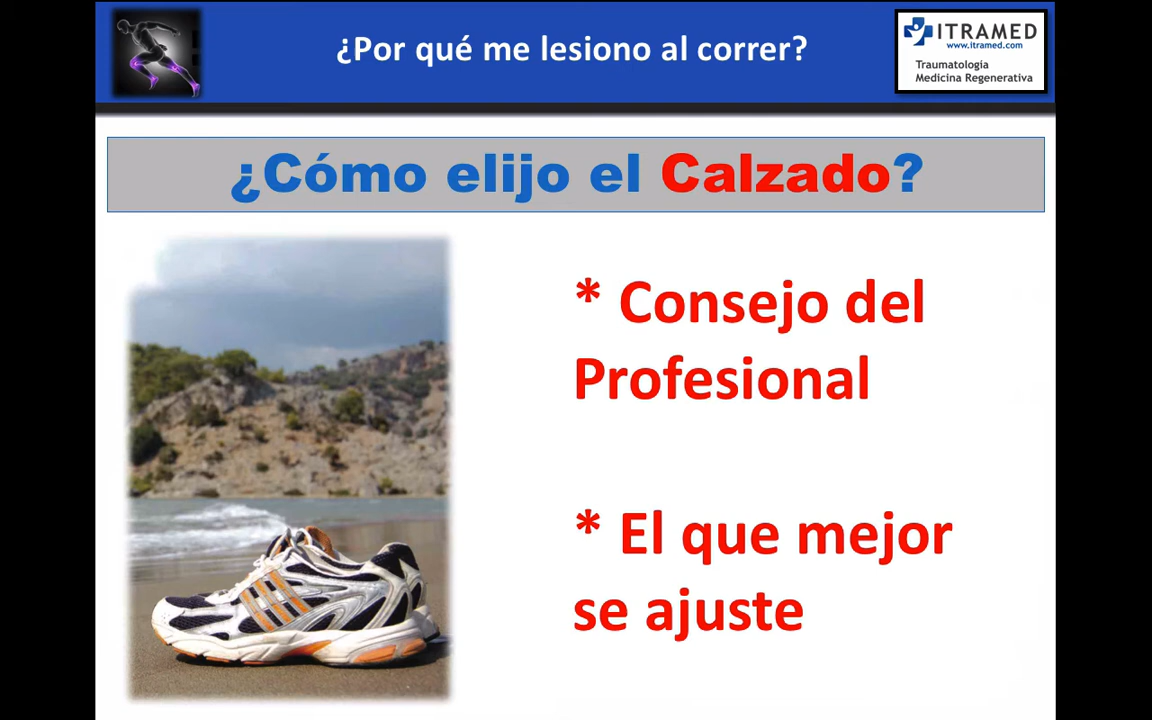 ¿Por qué me lesiono al correr?
ITRAMED
www.itramed.com
Traumatología
Medicina Regenerativa
¿Cómo elijo el Calzado?
* Consejo del
Profesional
* El que mejor
se ajuste